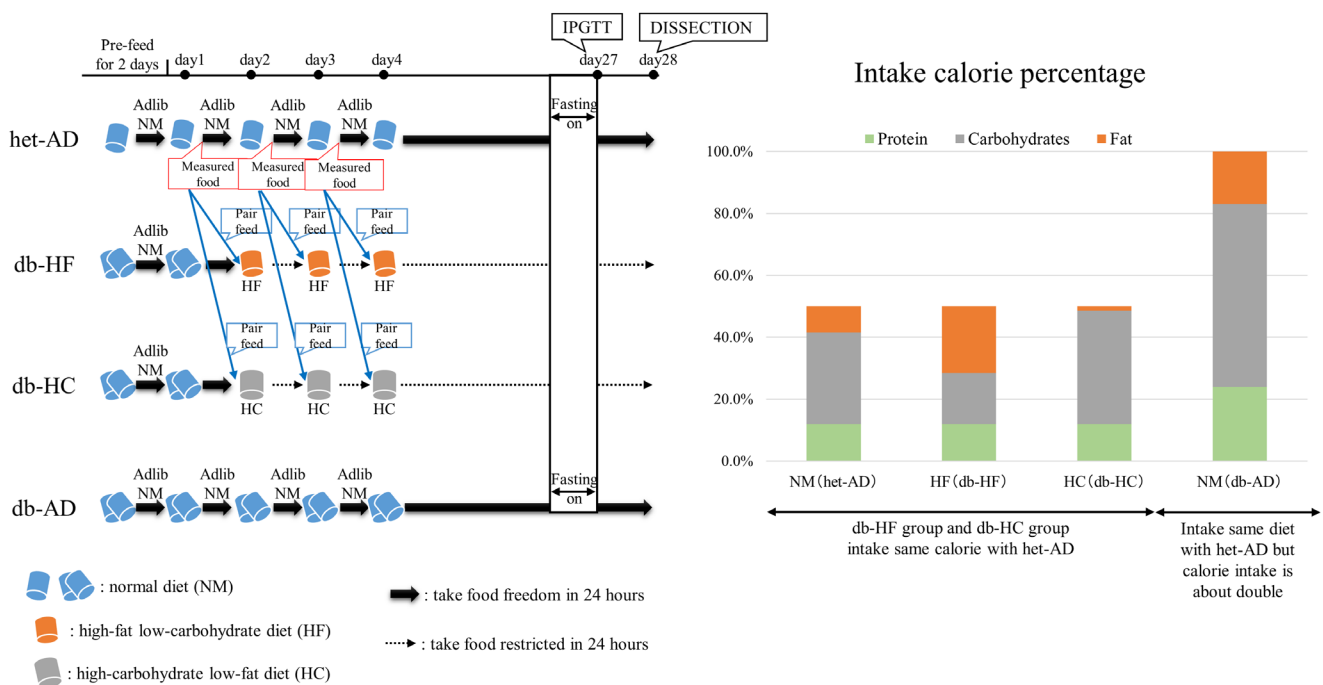 IPGTT
DISSECTION
Pre-feed
for 2 days
day1
day2
day3
day4
day27
day28
het-AD
Adlib
NM
Adlib
NM
Adlib
NM
Adlib
NM
Fasting
on
Measured
food
Measured
food
Measured
food
db-HF
Adlib
NM
Pair
feed
Pair
feed
Pair
feed
HF
HF
HF
db-HC
Adlib
NM
Pair
feed
Pair
feed
Pair
feed
HC
HC
HC
db-AD
Adlib
NM
Adlib
NM
Adlib
NM
Adlib
NM
Fasting
on
: normal diet (NM)
: high-fat low-carbohydrate diet (HF)
: high-carbohydrate low-fat diet (HC)
: take food freedom in 24 hours
: take food restricted in 24 hours
Intake calorie percentage
Protein
Carbohydrates
Fat
100.0%
80.0%
60.0%
40.0%
20.0%
0.0%
NM(het-AD)
HF(db-HF)
HC(db-HC)
NM(db-AD)
db-HF group and db-HC group
intake same calorie with het-AD
Intake same diet
with het-AD but
calorie intake is
about double